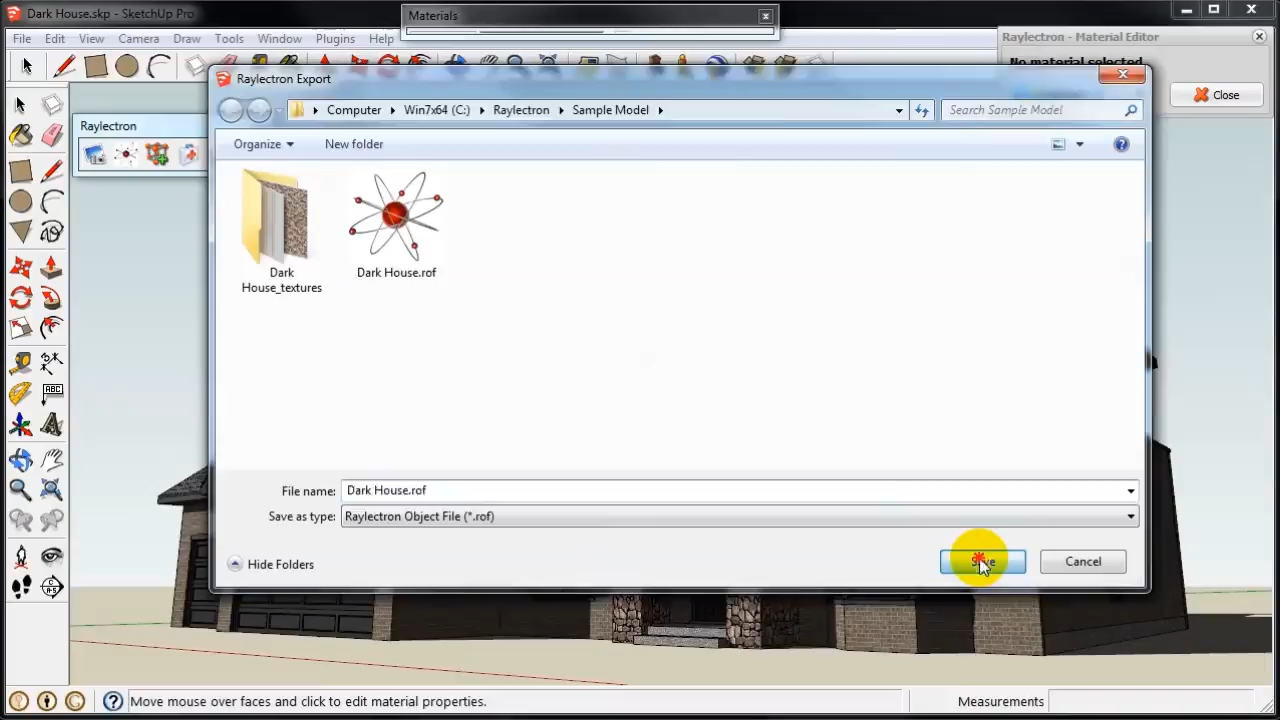 Dark House.skp - SketchUp Pro
Materials
File Edit View Camera Draw Tools Window Plugins Help
Raylectron - Material Editor
No material selected
Close
Raylectron Export
Computer Win7x64 (C:) Raylectron Sample Model
Search Sample Model
Organize New folder
Raylectron
Dark
House_textures
Dark House.rof
ABC
File name: Dark House.rof
Save as type: Raylectron Object File (*.rof)
Hide Folders
Save
Cancel
Move mouse over faces and click to edit material properties.
Measurements